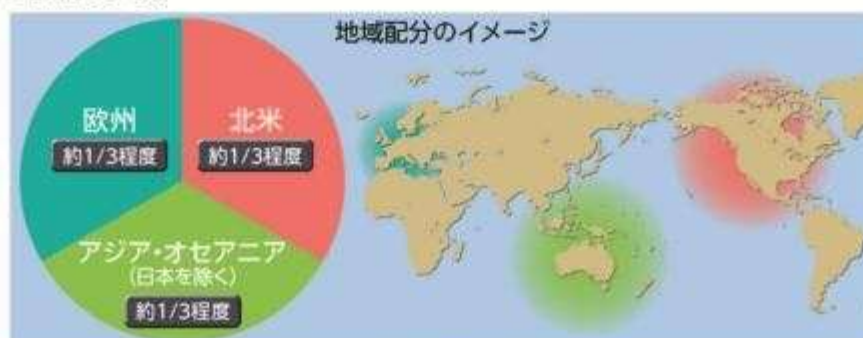 地域配分のイメージ
欧州
約1/3程度
北米
約1/3程度
アジア・オセアニア
(日本を除く)
約1/3程度